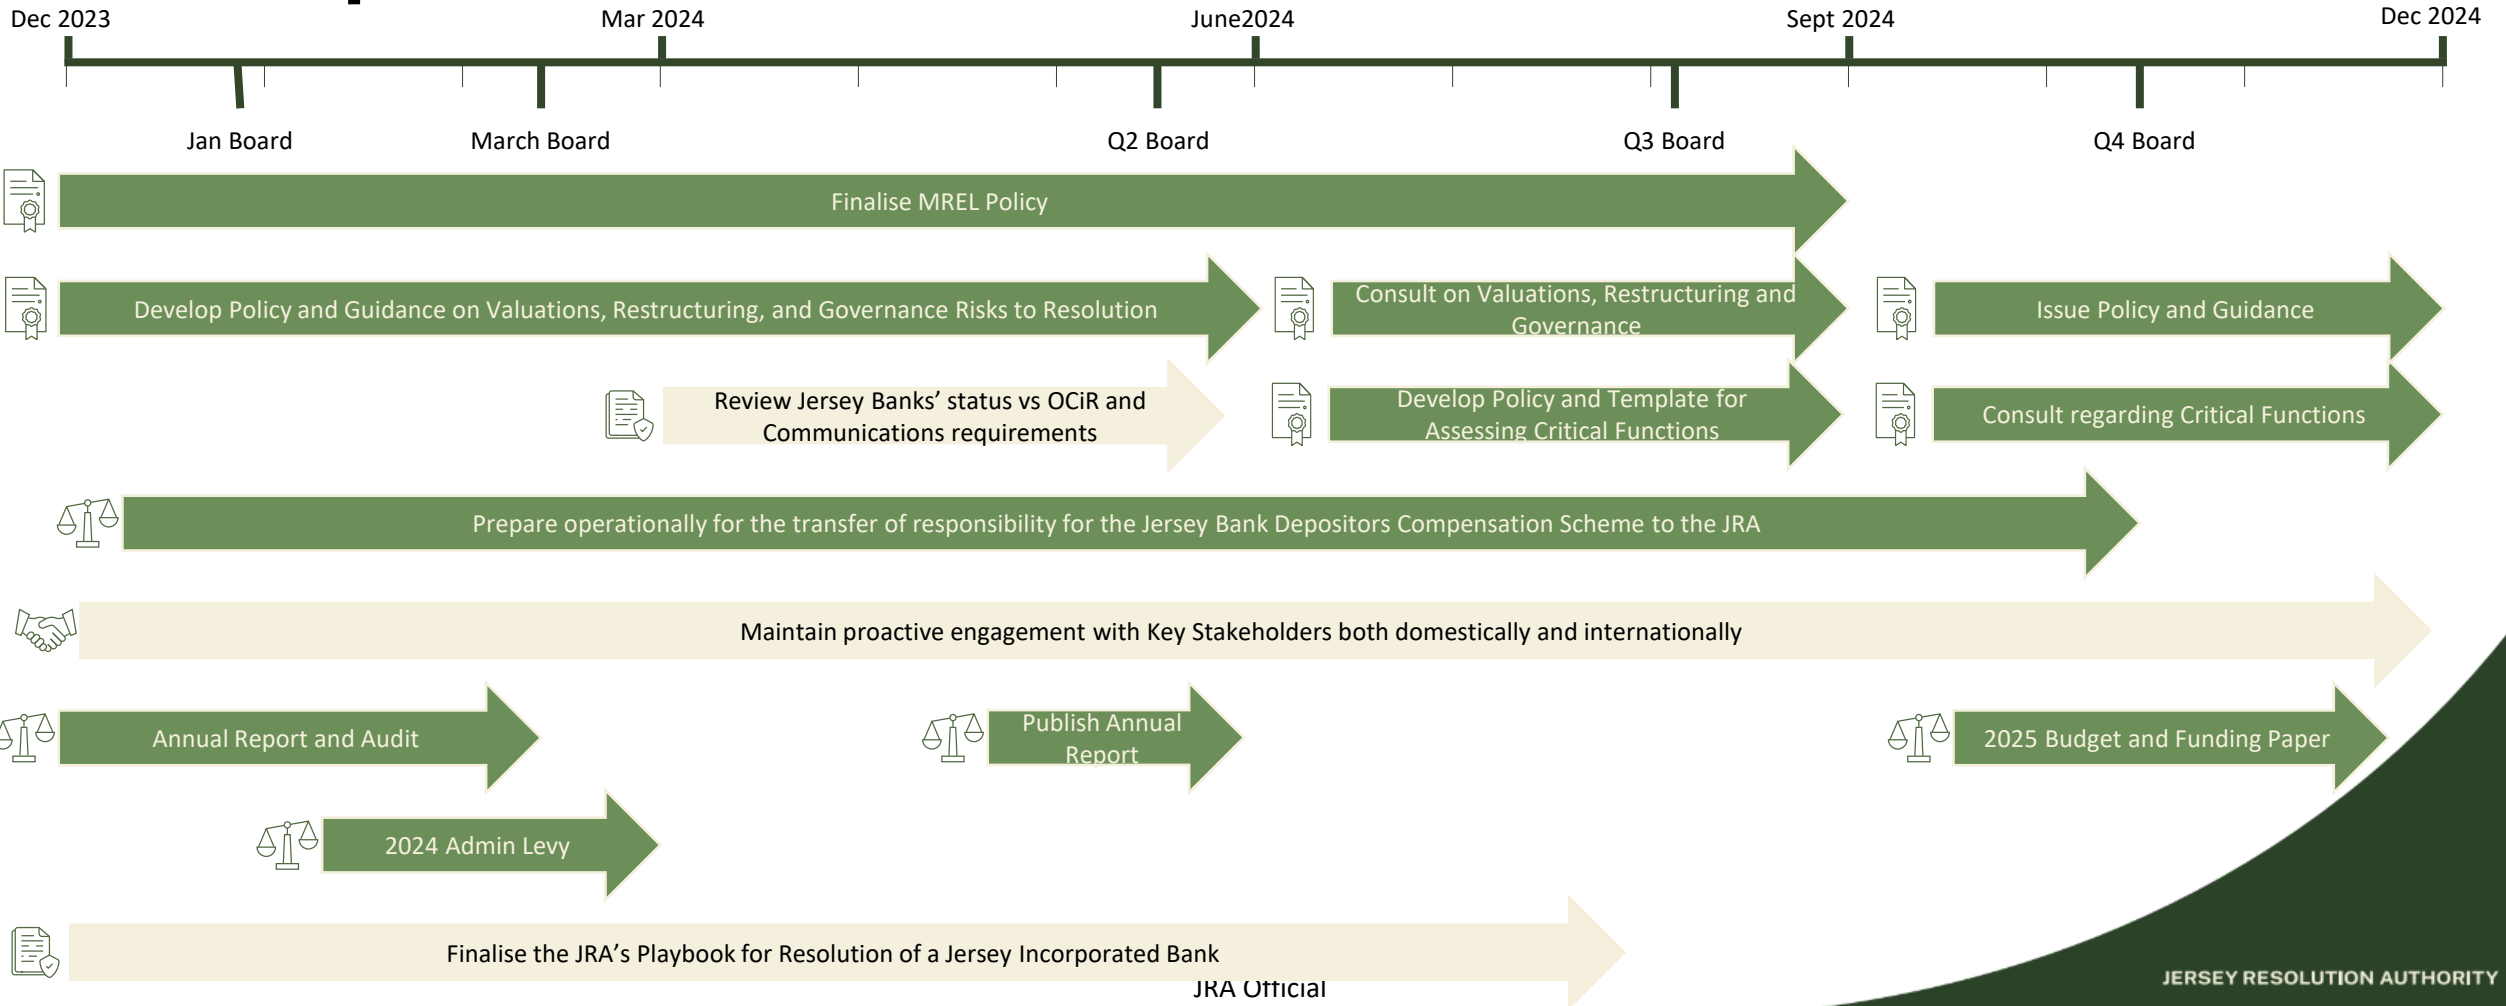 Dec 2023
Mar 2024
June2024
Sept 2024
Dec 2024
Jan Board
March Board
Q2 Board
Q3 Board
Q4 Board
Finalise MREL Policy
Develop Policy and Guidance on Valuations, Restructuring, and Governance Risks to Resolution
Consult on Valuations, Restructuring and
Governance
Issue Policy and Guidance
Review Jersey Banks’ status vs OCiR and
Communications requirements
Develop Policy and Template for
Assessing Critical Functions
Consult regarding Critical Functions
Prepare operationally for the transfer of responsibility for the Jersey Bank Depositors Compensation Scheme to the JRA
Maintain proactive engagement with Key Stakeholders both domestically and internationally
Annual Report and Audit
Publish Annual
Report
2025 Budget and Funding Paper
2024 Admin Levy
Finalise the JRA’s Playbook for Resolution of a Jersey Incorporated Bank
JRA Official
JERSEY RESOLUTION AUTHORITY